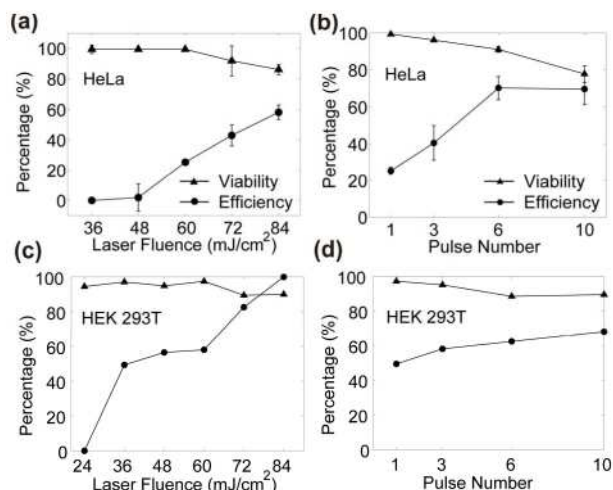 (a)
Percentage (%)
100
80
60
40
20
0
HeLa
Viability
Efficiency
36 48 60 72 84
Laser Fluence (mJ/cm²)
(b)
Percentage (%)
100
80
60
40
20
0
HeLa
Viability
Efficiency
1 3 6 10
Pulse Number
(c)
Percentage (%)
100
80
60
40
20
0
HEK 293T
24 36 48 60 72 84
Laser Fluence (mJ/cm²)
(d)
Percentage (%)
100
80
60
40
20
0
HEK 293T
1 3 6 10
Pulse Number